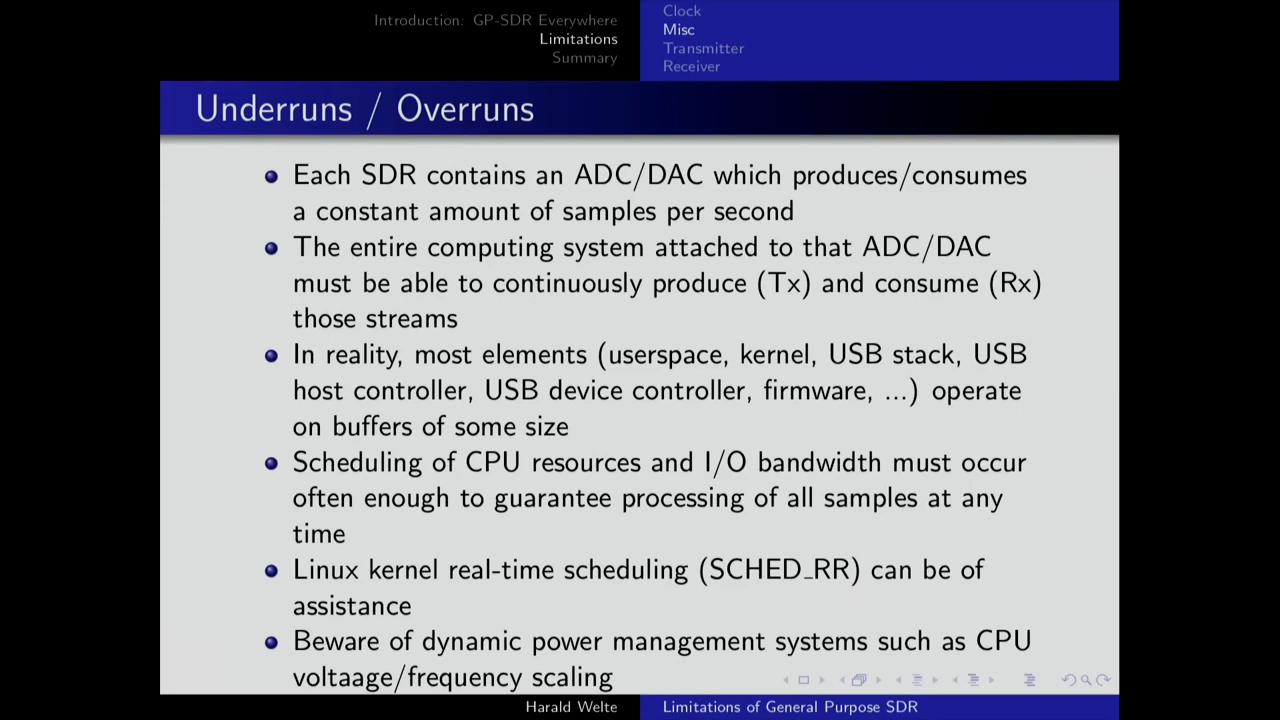 Introduction: GP-SDR Everywhere
Limitations
Summary
Clock
Misc
Transmitter
Receiver
Underruns / Overruns
Each SDR contains an ADC/DAC which produces/consumes
a constant amount of samples per second
The entire computing system attached to that ADC/DAC
must be able to continuously produce (Tx) and consume (Rx)
those streams
In reality, most elements (userspace, kernel, USB stack, USB
host controller, USB device controller, firmware, ...) operate
on buffers of some size
Scheduling of CPU resources and I/O bandwidth must occur
often enough to guarantee processing of all samples at any
time
Linux kernel real-time scheduling (SCHED_RR) can be of
assistance
Beware of dynamic power management systems such as CPU
voltaage/frequency scaling
Harald Welte
Limitations of General Purpose SDR